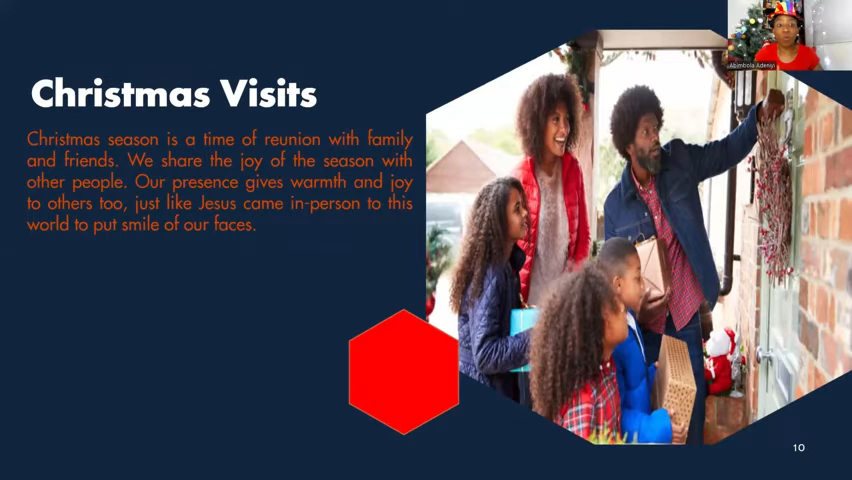 Abimbola Adeniyi
Christmas Visits
Christmas season is a time of reunion with family
and friends. We share the joy of the season with
other people. Our presence gives warmth and joy
to others too, just like Jesus came in-person to this
world to put smile of our faces.
10